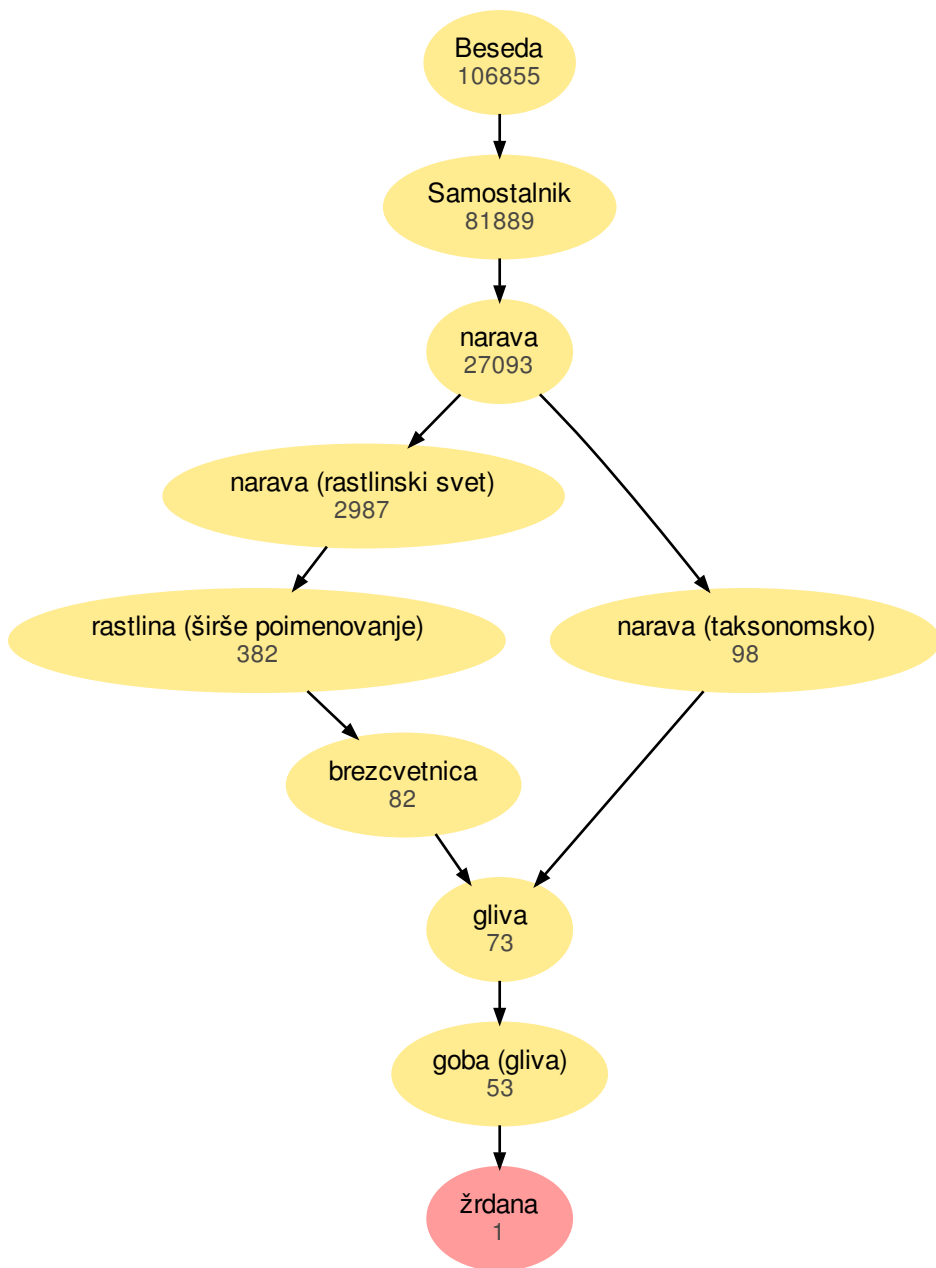 Beseda
106855
Samostalnik
81889
narava
27093
narava (rastlinski svet)
2987
rastlina (širše poimenovanje)
382
narava (taksonomsko)
98
brezcvetnica
82
gliva
73
goba (gliva)
53
žrdana
1